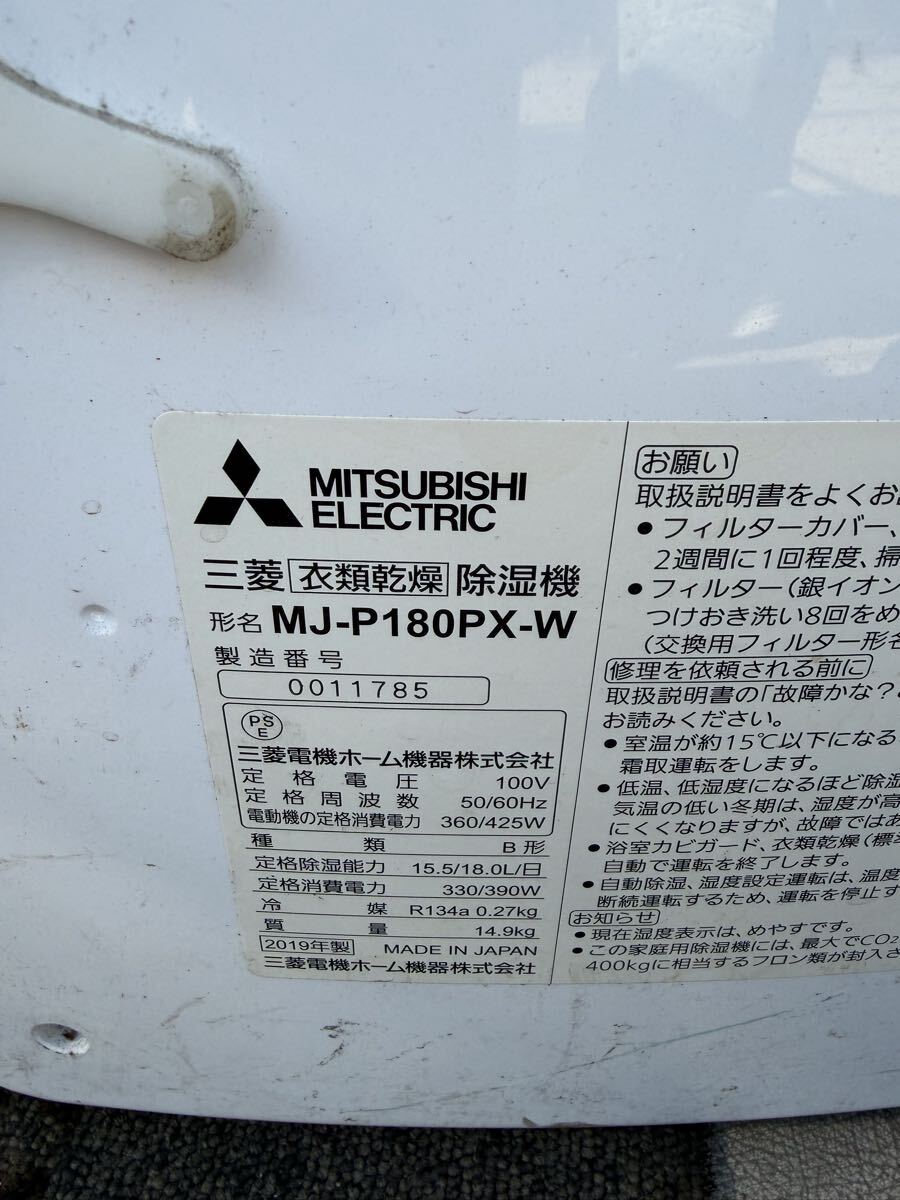 MITSUBISHI
ELECTRIC
三菱 衣類乾燥 除湿機
形名 MJ-P180PX-W
製造番号
0011785
PSE
三菱電機ホーム機器株式会社
定格電圧 100V
定格周波数 50/60Hz
電動機の定格消費電力 360/425W
種類 B形
定格除湿能力 15.5/18.0L/日
定格消費電力 330/390W
冷媒 R134a 0.27kg
質量 14.9kg
2019年製 MADE IN JAPAN
三菱電機ホーム機器株式会社
お願い
取扱説明書をよくお
●フィルターカバー、
2週間に1回程度、掃
●フィルター(銀イオン
つけおき洗い8回をめ
(交換用フィルター形名
修理を依頼される前に
取扱説明書の「故障かな?
お読みください。
●室温が約15℃以下になる
霜取運転をします。
●低温、低湿度になるほど除湿
気温の低い冬期は、湿度が高
にくくなりますが、故障ではあ
●浴室カビガード、衣類乾燥(標準
自動で運転を終了します。
●自動除湿、湿度設定運転は、温度
断続運転するため、運転を停止す
お知らせ
●現在湿度表示は、めやすです。
●この家庭用除湿機には、最大でCO2
400kgに相当するフロン類が封入さ